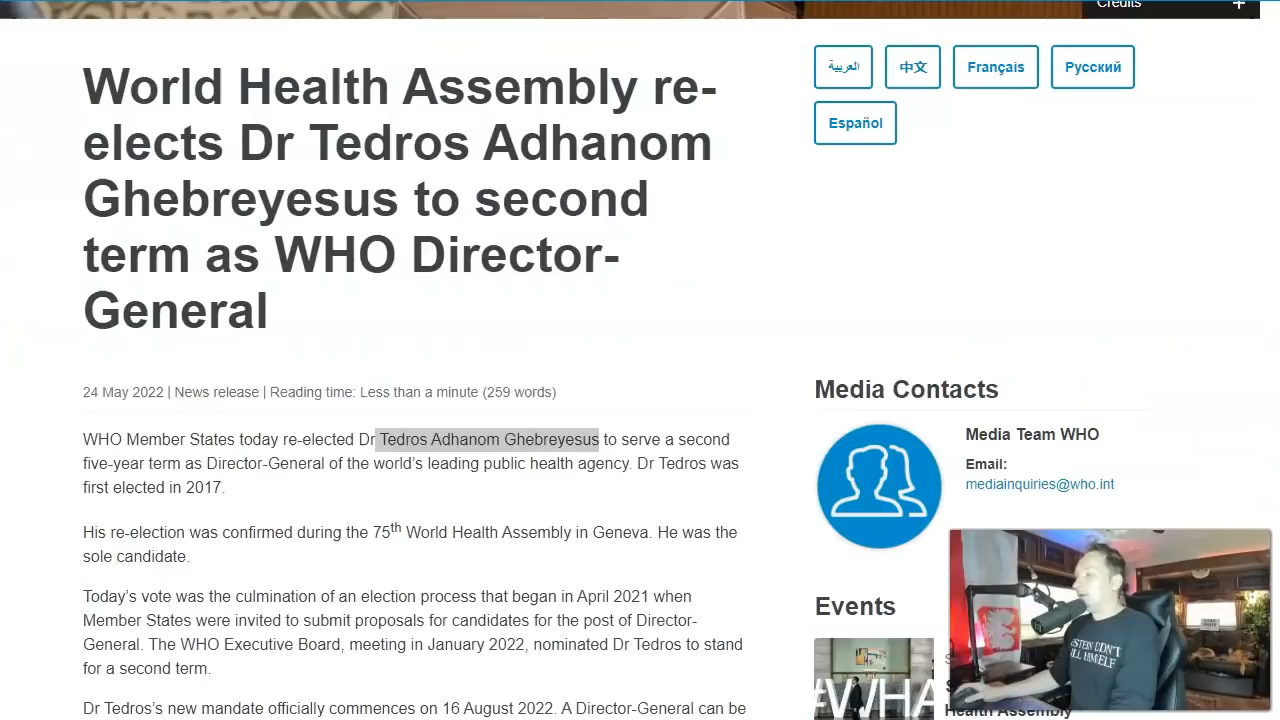 Credits +
World Health Assembly re-
elects Dr Tedros Adhanom
Ghebreyesus to second
term as WHO Director-
General
العربية
中文
Français
Русский
Español
24 May 2022 | News release | Reading time: Less than a minute (259 words)
WHO Member States today re-elected Dr Tedros Adhanom Ghebreyesus to serve a second
five-year term as Director-General of the world's leading public health agency. Dr Tedros was
first elected in 2017.
His re-election was confirmed during the 75th World Health Assembly in Geneva. He was the
sole candidate.
Today's vote was the culmination of an election process that began in April 2021 when
Member States were invited to submit proposals for candidates for the post of Director-
General. The WHO Executive Board, meeting in January 2022, nominated Dr Tedros to stand
for a second term.
Dr Tedros's new mandate officially commences on 16 August 2022. A Director-General can be
Media Contacts
Media Team WHO
Email:
mediainquiries@who.int
Events
#WHA
Health Assembly
DIDN'T
HIMSELF